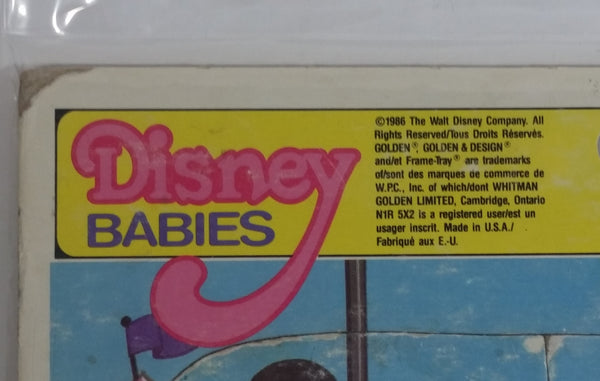 Disney
BABIES
©1986 The Walt Disney Company. All
Rights Reserved/Tous Droits Réservés.
GOLDEN®, GOLDEN & DESIGN®
and/et Frame-Tray® are trademarks
of/sont des marques de commerce de
W.P.C., Inc. of which/dont WHITMAN
GOLDEN LIMITED, Cambridge, Ontario
N1R 5X2 is a registered user/est un
usager inscrit. Made in U.S.A./
Fabriqué aux E.-U.